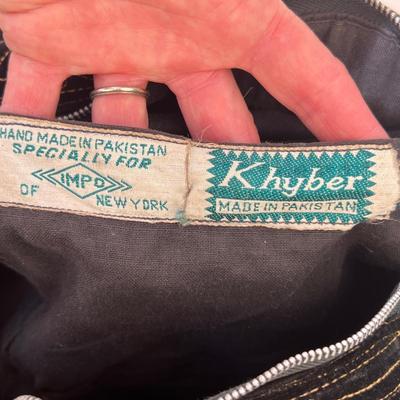 HAND MADE IN PAKISTAN
SPECIALLY FOR
IMPO
OF NEW YORK
Khyber
MADE IN PAKISTAN